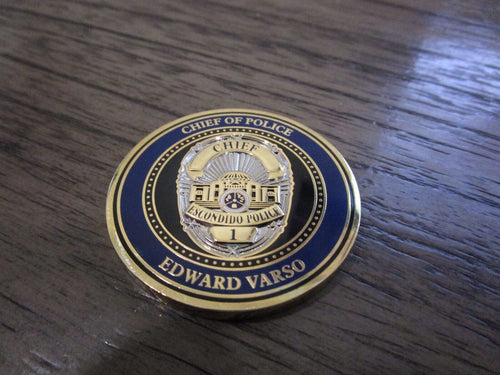 CHIEF OF POLICE
CHIEF
ESCONDIDO POLICE
1
EDWARD VARSO